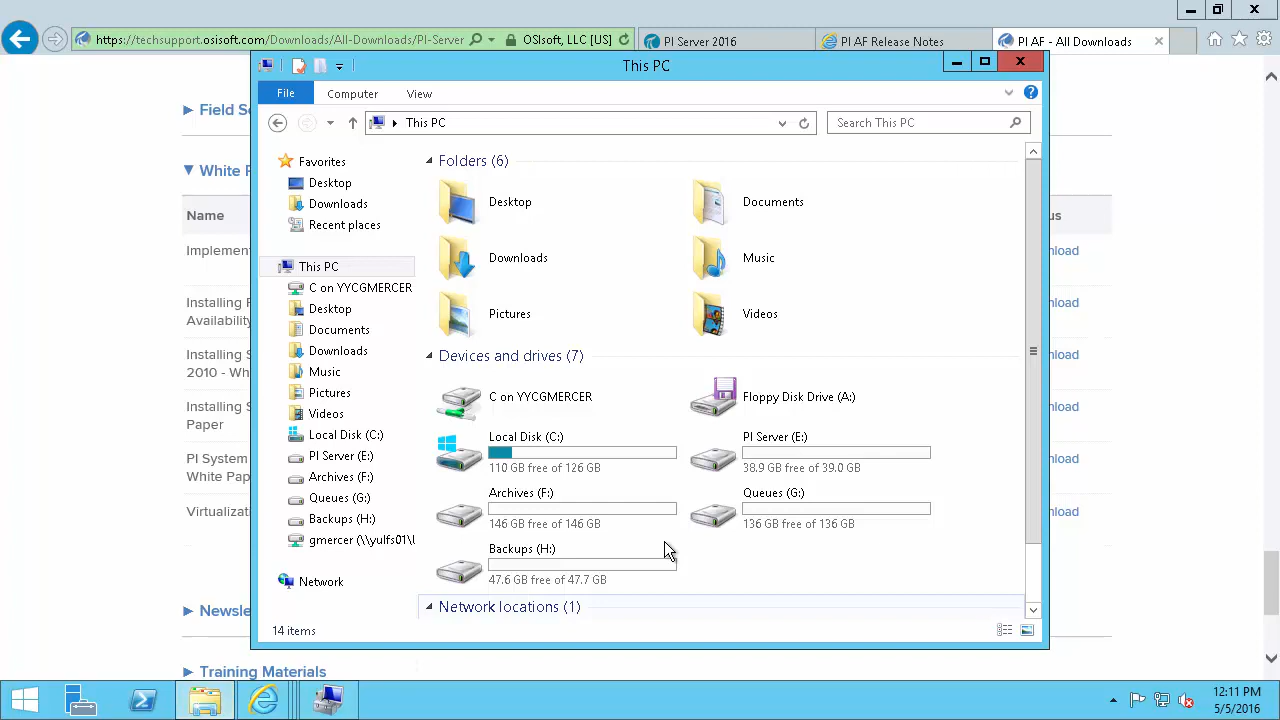 https://techsupport.osisoft.com/Downloads/All-Downloads/PI-Server
OSIsoft, LLC [US]
PI Server 2016
PI AF Release Notes
PI AF - All Downloads
This PC
File
Computer
View
This PC
Search This PC
Favorites
Desktop
Downloads
Recent places
This PC
C on YYCGMERCER
Desktop
Documents
Downloads
Music
Pictures
Videos
Local Disk (C:)
PI Server (E:)
Archives (F:)
Queues (G:)
Backups (H:)
gmercer (\\yulfs01\l
Network
Folders (6)
Desktop
Documents
Downloads
Music
Pictures
Videos
Devices and drives (7)
C on YYCGMERCER
Floppy Disk Drive (A:)
Local Disk (C:)
110 GB free of 126 GB
PI Server (E:)
38.9 GB free of 39.0 GB
Archives (F:)
146 GB free of 146 GB
Queues (G:)
136 GB free of 136 GB
Backups (H:)
47.6 GB free of 47.7 GB
Network locations (1)
14 items
Field Se
White P
Name
us
Implement
nload
Installing F
Availability
nload
Installing S
2010 - Wh
nload
Installing S
Paper
nload
PI System
White Pap
nload
Virtualizati
nload
Newsle
Training Materials
12:11 PM
5/5/2016